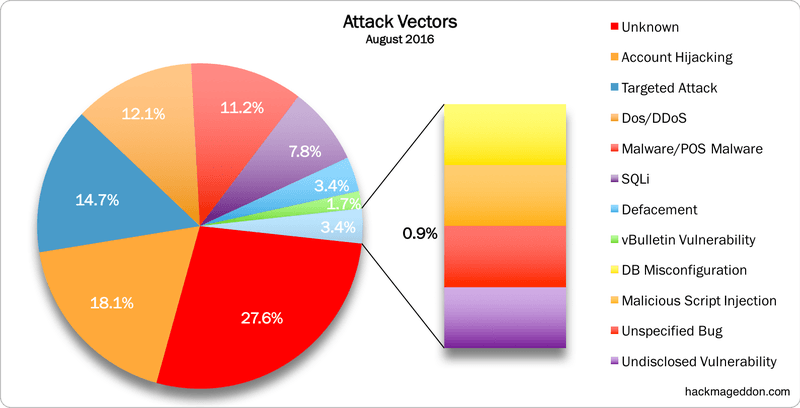 Attack Vectors
August 2016
12.1%
11.2%
7.8%
3.4%
1.7%
3.4%
14.7%
18.1%
27.6%
0.9%
Unknown
Account Hijacking
Targeted Attack
Dos/DDoS
Malware/POS Malware
SQLi
Defacement
vBulletin Vulnerability
DB Misconfiguration
Malicious Script Injection
Unspecified Bug
Undisclosed Vulnerability
hackmageddon.com